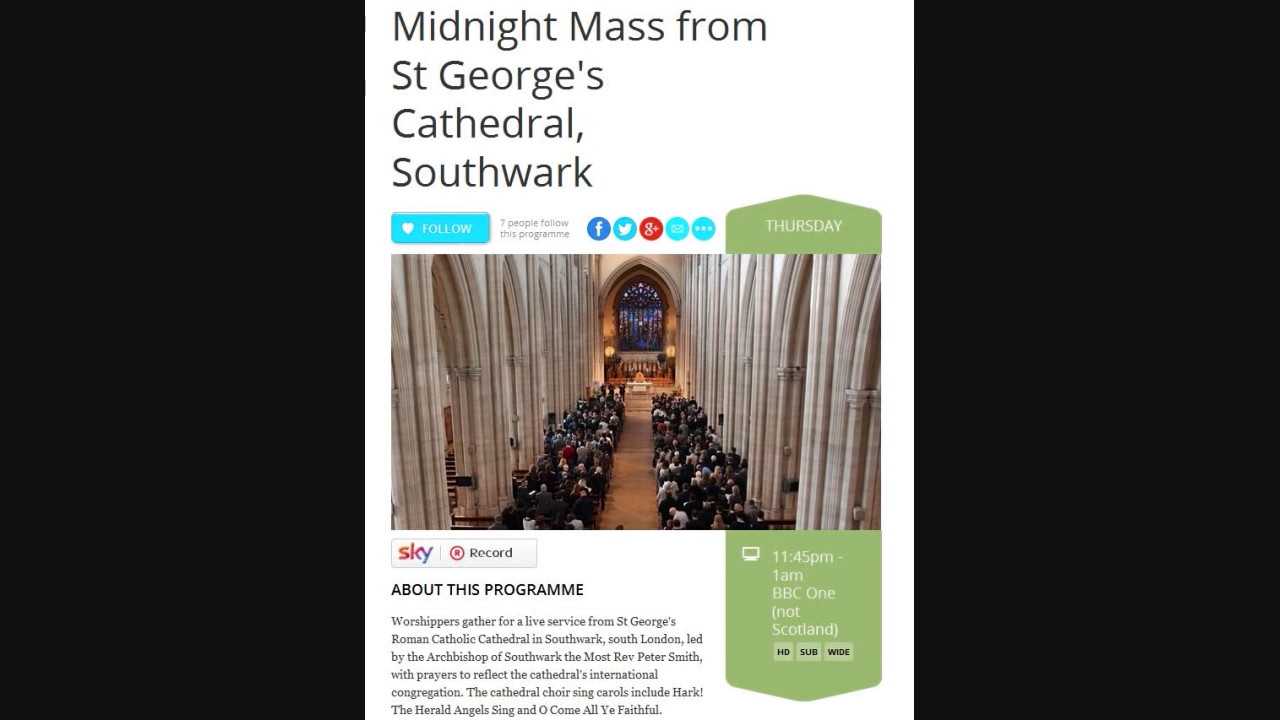 Midnight Mass from
St George's
Cathedral,
Southwark
FOLLOW
7 people follow
this programme
THURSDAY
sky
Record
ABOUT THIS PROGRAMME
Worshippers gather for a live service from St George's
Roman Catholic Cathedral in Southwark, south London, led
by the Archbishop of Southwark the Most Rev Peter Smith,
with prayers to reflect the cathedral's international
congregation. The cathedral choir sing carols include Hark!
The Herald Angels Sing and O Come All Ye Faithful.
11:45pm -
1am
BBC One
(not
Scotland)
HD SUB WIDE